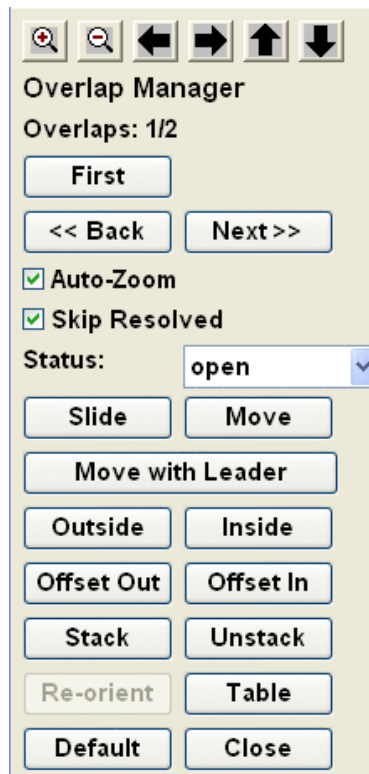 Overlap Manager
Overlaps: 1/2
First
<< Back Next >>
Auto-Zoom
Skip Resolved
Status: open
Slide Move
Move with Leader
Outside Inside
Offset Out Offset In
Stack Unstack
Re-orient Table
Default Close